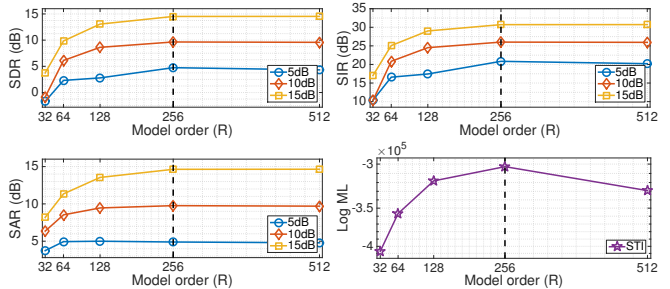 15
10
5
0
SDR (dB)
5dB
10dB
15dB
32 64 128 256 512
Model order (R)
35
30
25
20
15
10
SIR (dB)
5dB
10dB
15dB
32 64 128 256 512
Model order (R)
15
10
5
SAR (dB)
5dB
10dB
15dB
32 64 128 256 512
Model order (R)
×10⁵
-3
-3.5
-4
Log ML
STI
32 64 128 256 512
Model order (R)